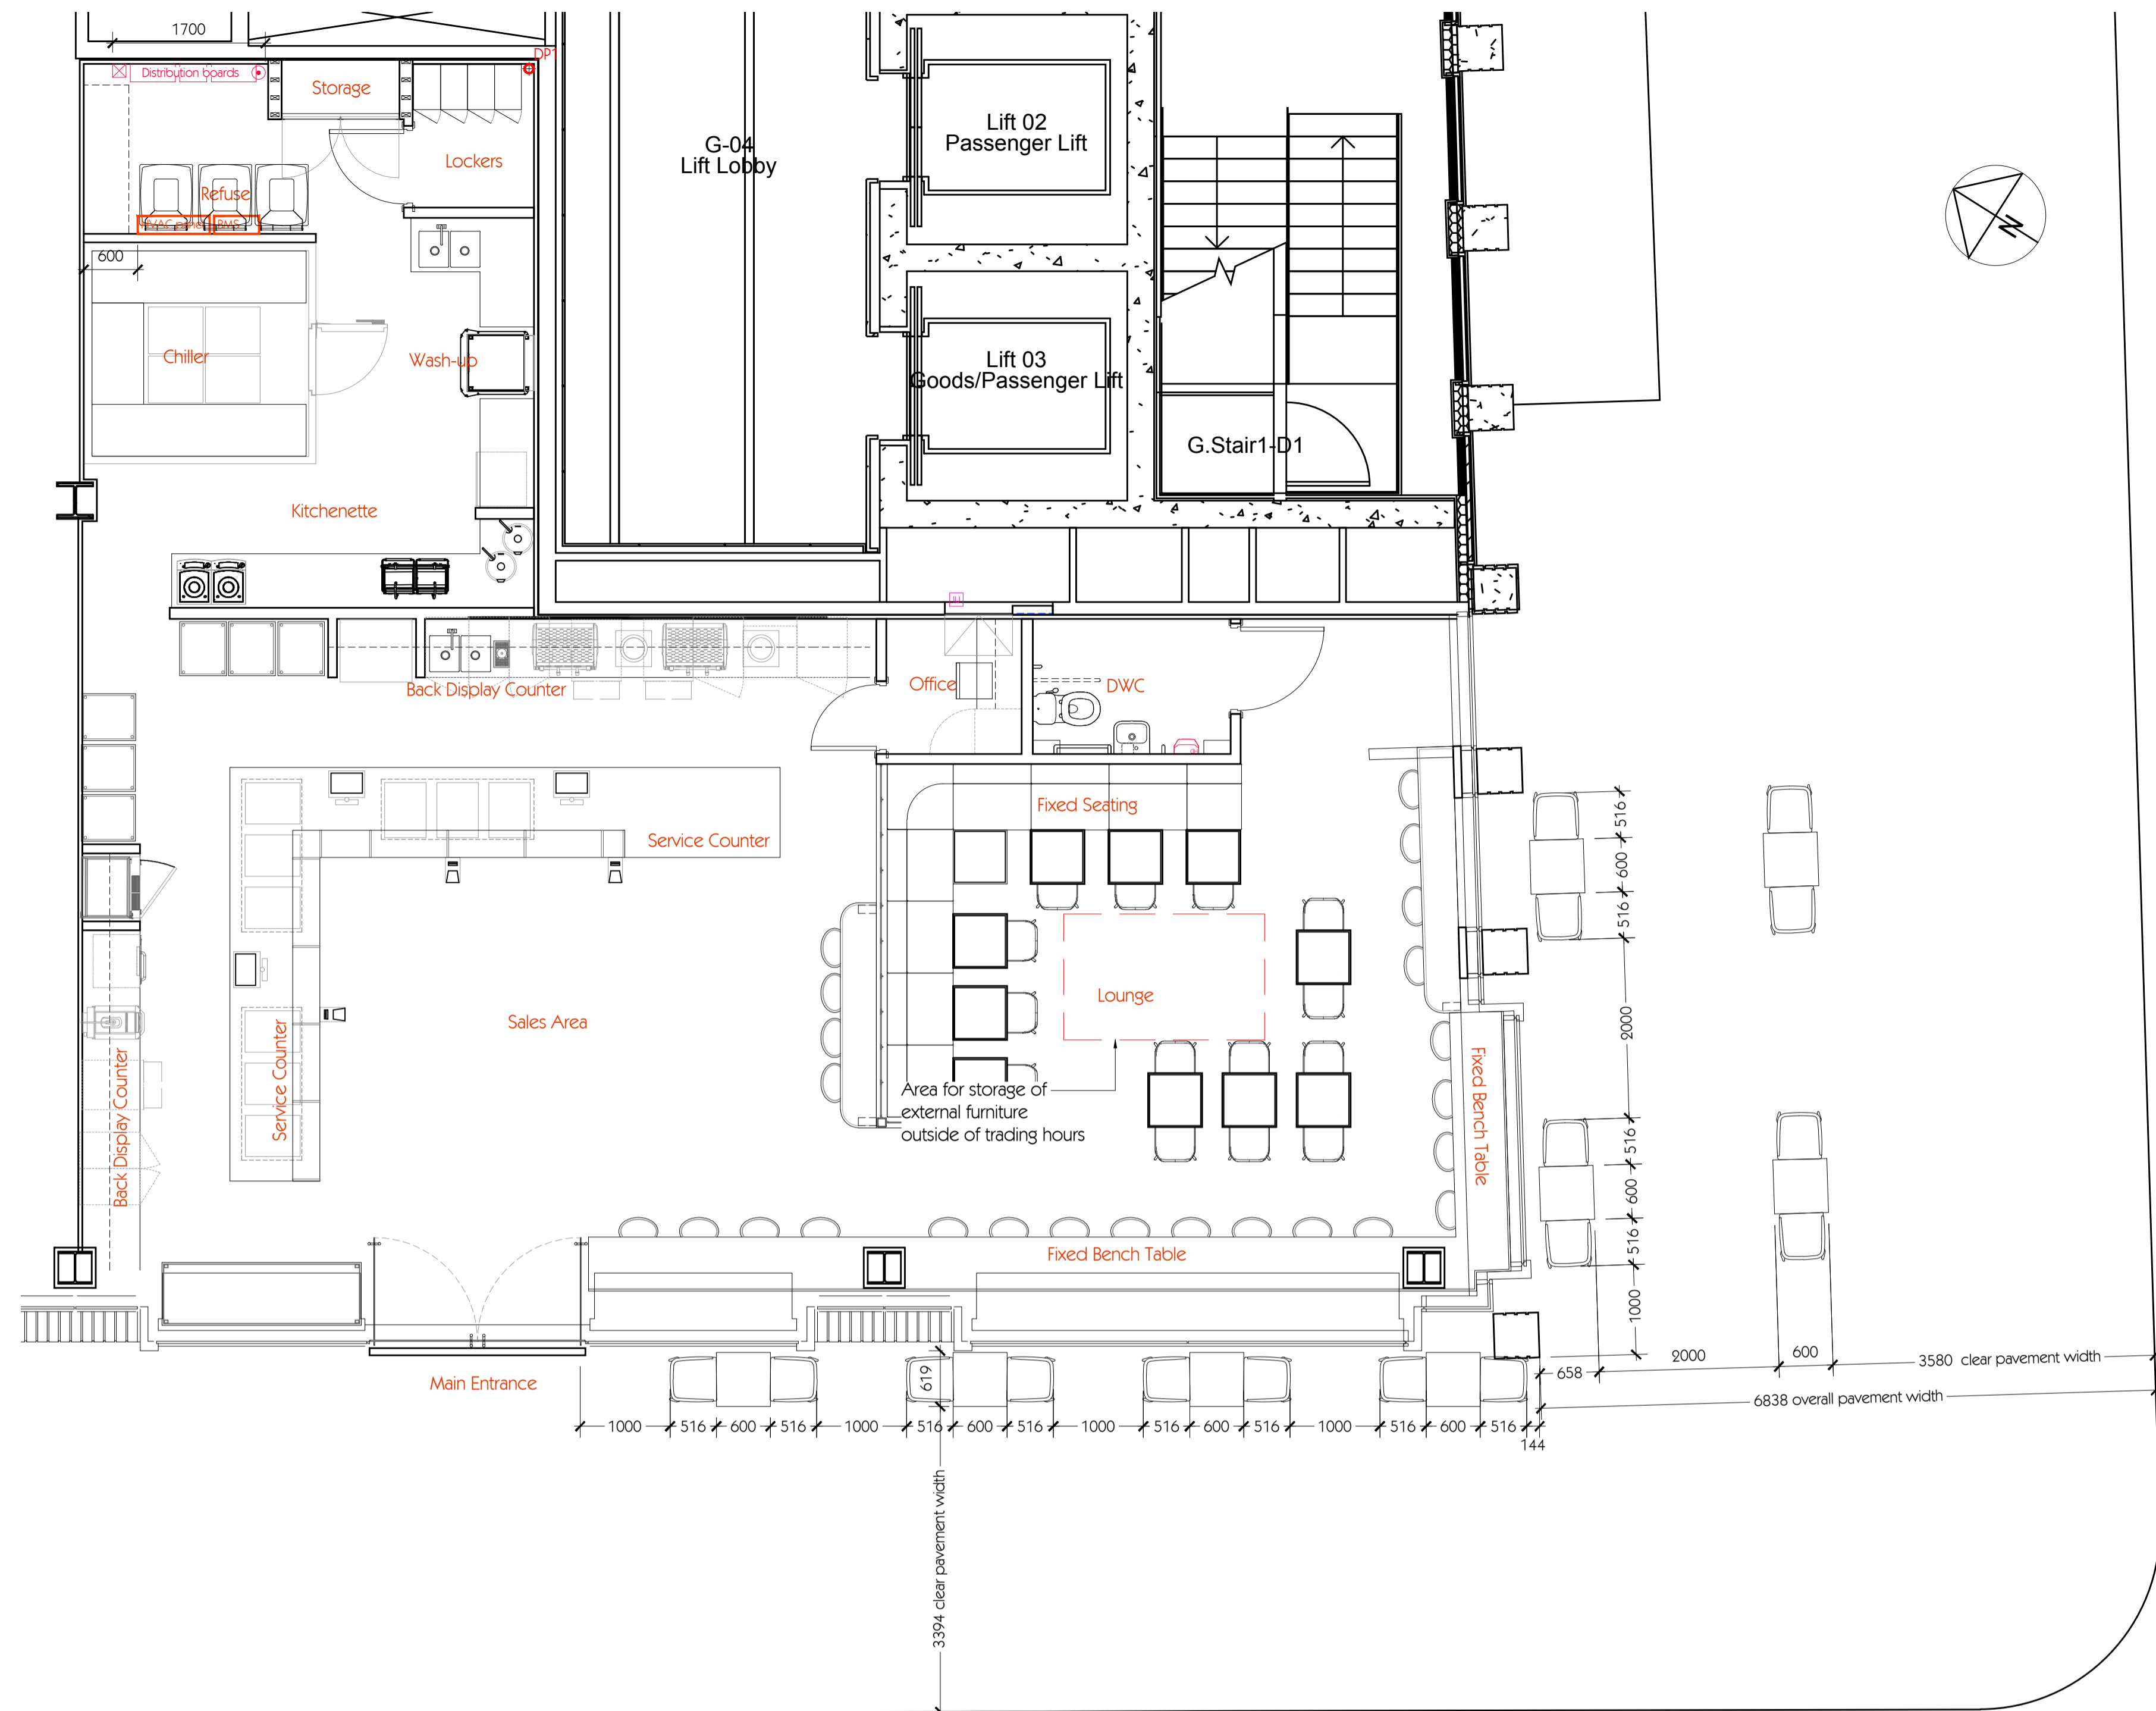 1700
DP1
Distribution boards
Storage
Lift 02
Passenger Lift
G-04
Lift Lobby
Lockers
Refuse
HVAC panel
BMS
N
600
Chiller
Wash-up
Lift 03
Goods/Passenger Lift
G.Stair1-D1
Kitchenette
Back Display Counter
Office
DWC
Fixed Seating
Service Counter
516
600
516
Lounge
Sales Area
2000
Service Counter
Back Display Counter
Fixed Bench Table
Area for storage of
external furniture
outside of trading hours
516
600
516
Fixed Bench Table
1000
Main Entrance
619
658
2000
600
3580 clear pavement width
6838 overall pavement width
1000
516
600
516
1000
516
600
516
1000
516
600
516
1000
516
600
516
144
3394 clear pavement width